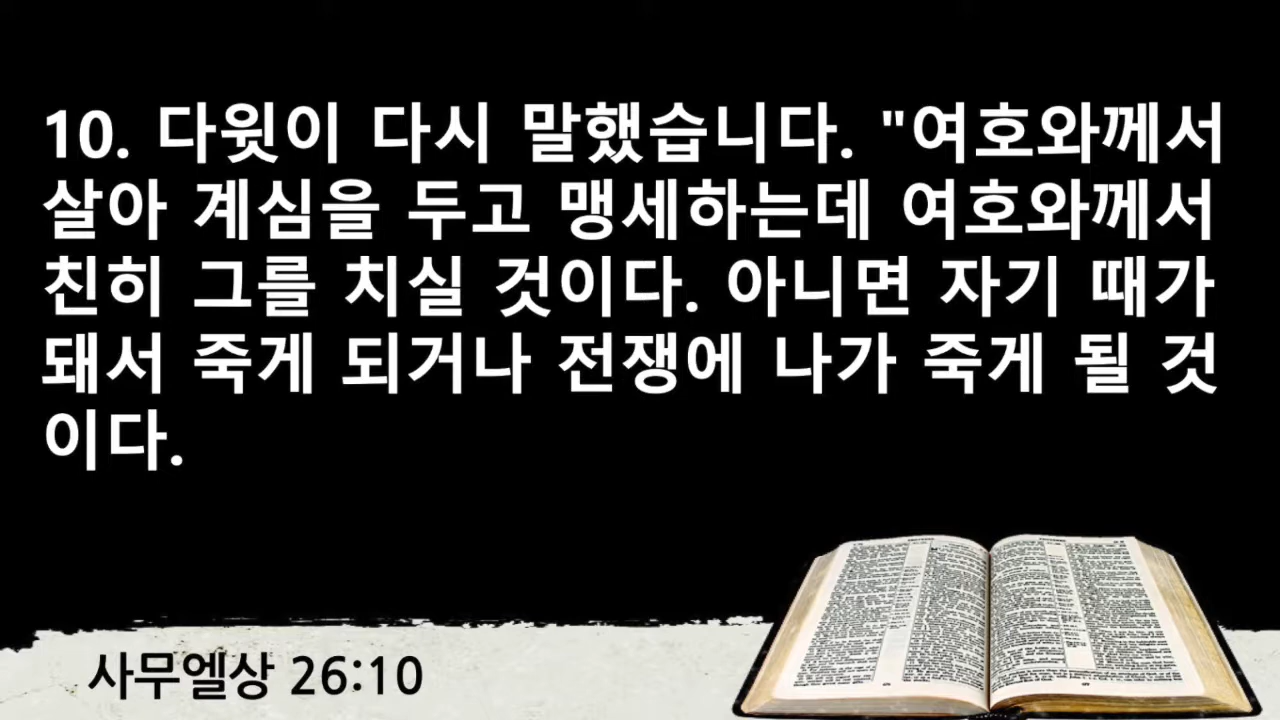 10. 다윗이 다시 말했습니다. "여호와께서
살아 계심을 두고 맹세하는데 여호와께서
친히 그를 치실 것이다. 아니면 자기 때가
돼서 죽게 되거나 전쟁에 나가 죽게 될 것
이다.
사무엘상 26:10